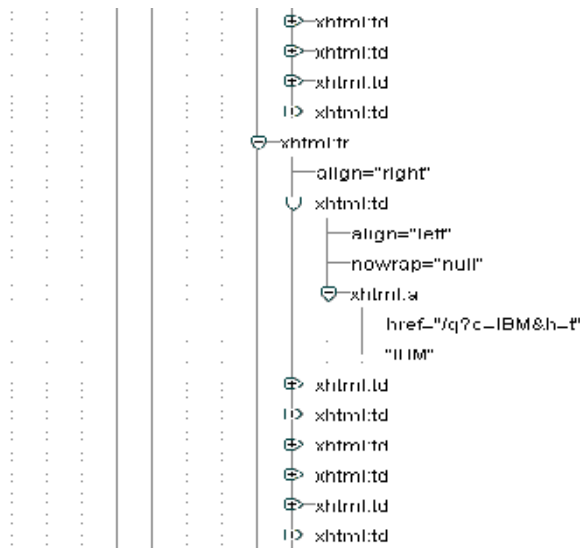 xhtml:td
xhtml:td
xhtml:td
xhtml:td
xhtml:tr
align="right"
xhtml:td
align="left"
nowrap="null"
xhtml:a
href="/q?c=IBM&h=t"
"IBM"
xhtml:td
xhtml:td
xhtml:td
xhtml:td
xhtml:td
xhtml:td